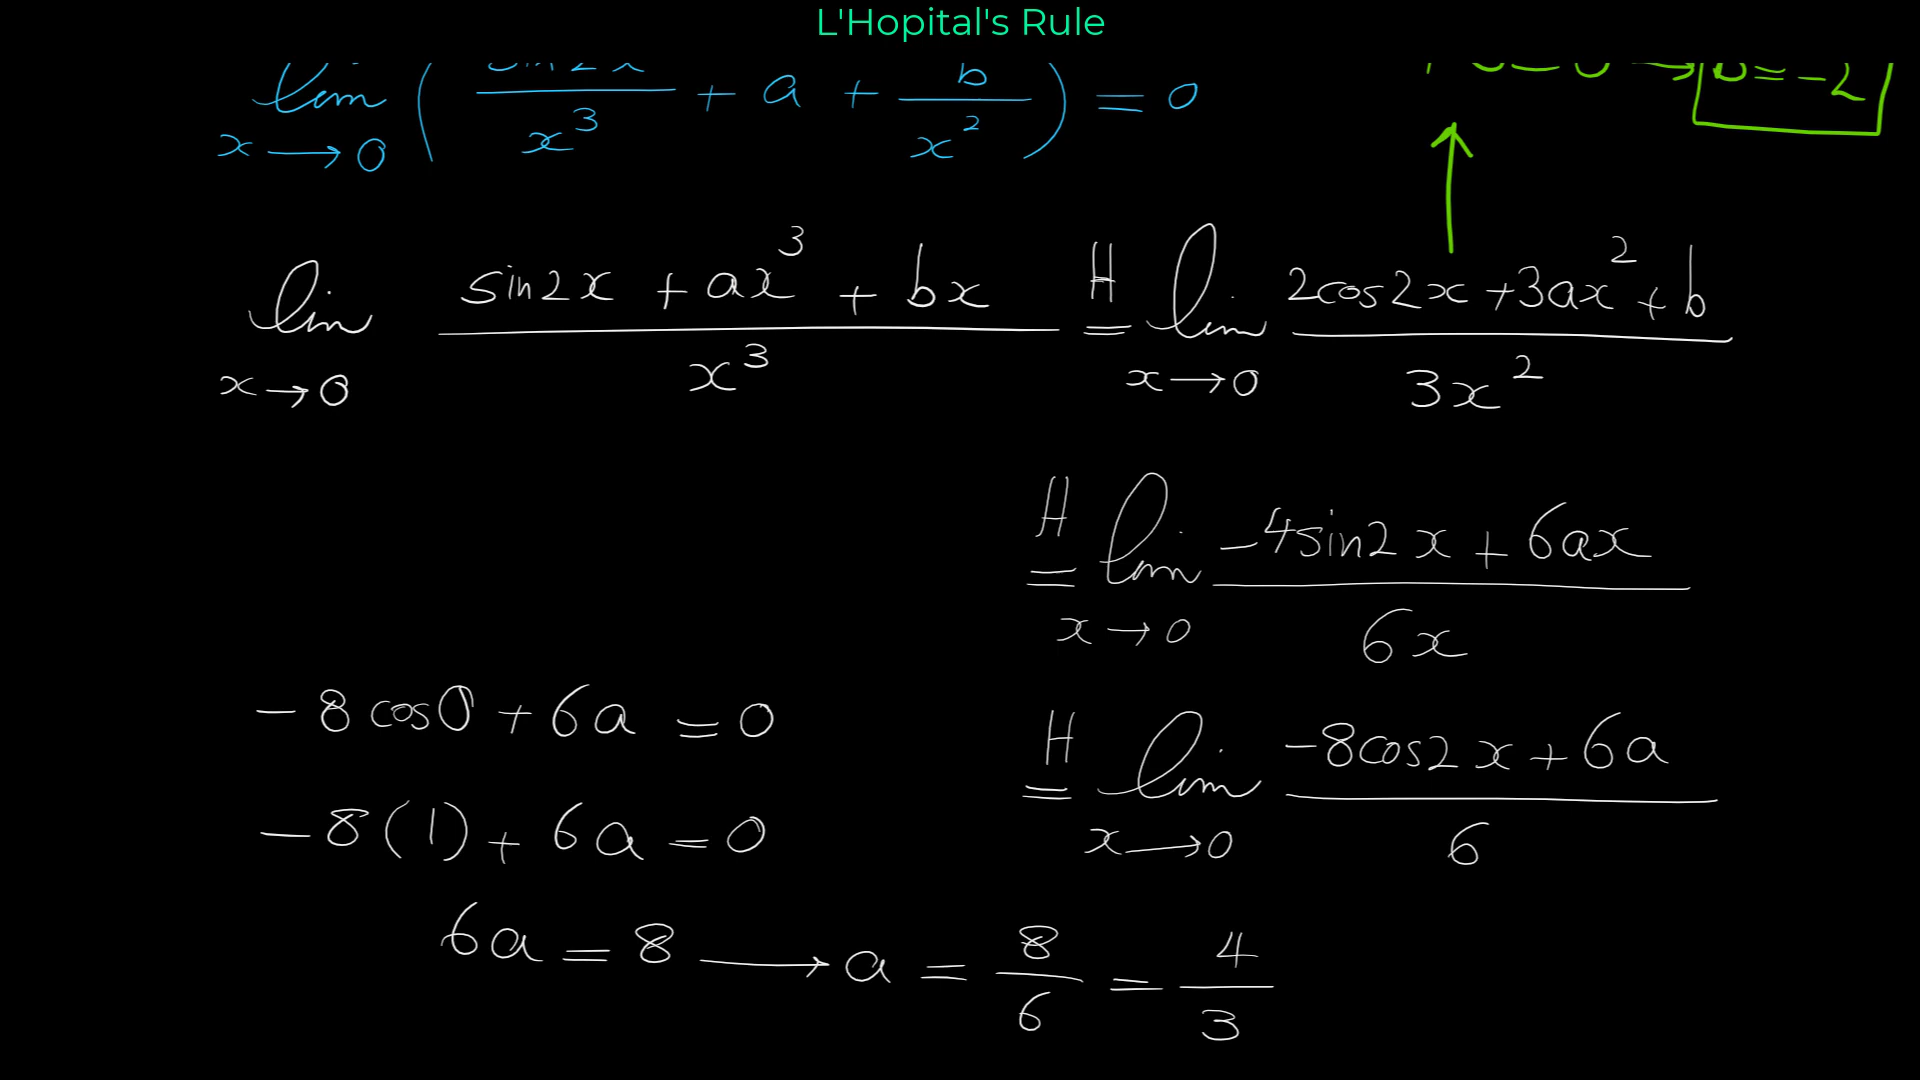 L'Hopital's Rule
lim x→0 ( sin2x/x³ + a + b/x² ) = 0
b = -2
lim x→0 (sin2x + ax³ + bx)/x³ H= lim x→0 (2cos2x + 3ax² + b)/3x²
H= lim x→0 (-4sin2x + 6ax)/6x
-8cos0 + 6a = 0
H= lim x→0 (-8cos2x + 6a)/6
-8(1) + 6a = 0
6a = 8 → a = 8/6 = 4/3